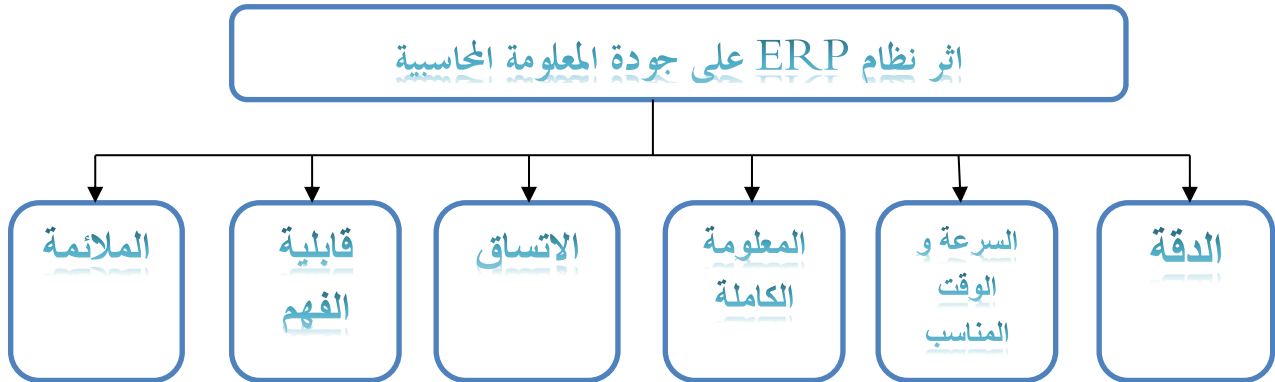 اثر نظام ERP على جودة المعلومة المحاسبية
الدقة
السرعة و
الوقت
المناسب
المعلومة
الكاملة
الاتساق
قابلية
الفهم
الملائمة